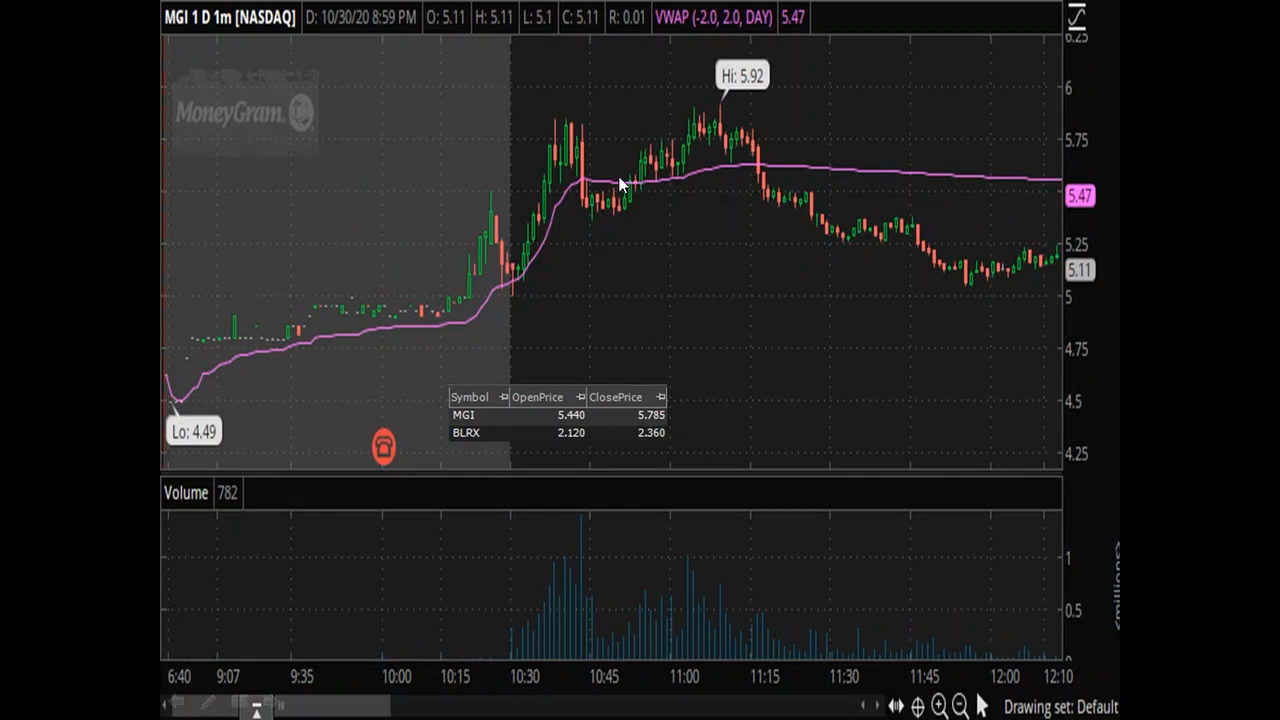 MGI 1 D 1m [NASDAQ] D: 10/30/20 8:59 PM O: 5.11 H: 5.11 L: 5.1 C: 5.11 R: 0.01 VWAP (-2.0, 2.0, DAY) 5.47
6.25
Hi: 5.92
6
MoneyGram
5.75
5.47
5.25
5.11
5
4.75
Symbol OpenPrice ClosePrice
4.5
MGI 5.440 5.785
Lo: 4.49
BLRX 2.120 2.360
4.25
Volume 782
1
<millions>
0.5
0
6:40 9:07 9:35 10:00 10:15 10:30 10:45 11:00 11:15 11:30 11:45 12:00 12:10
Drawing set: Default